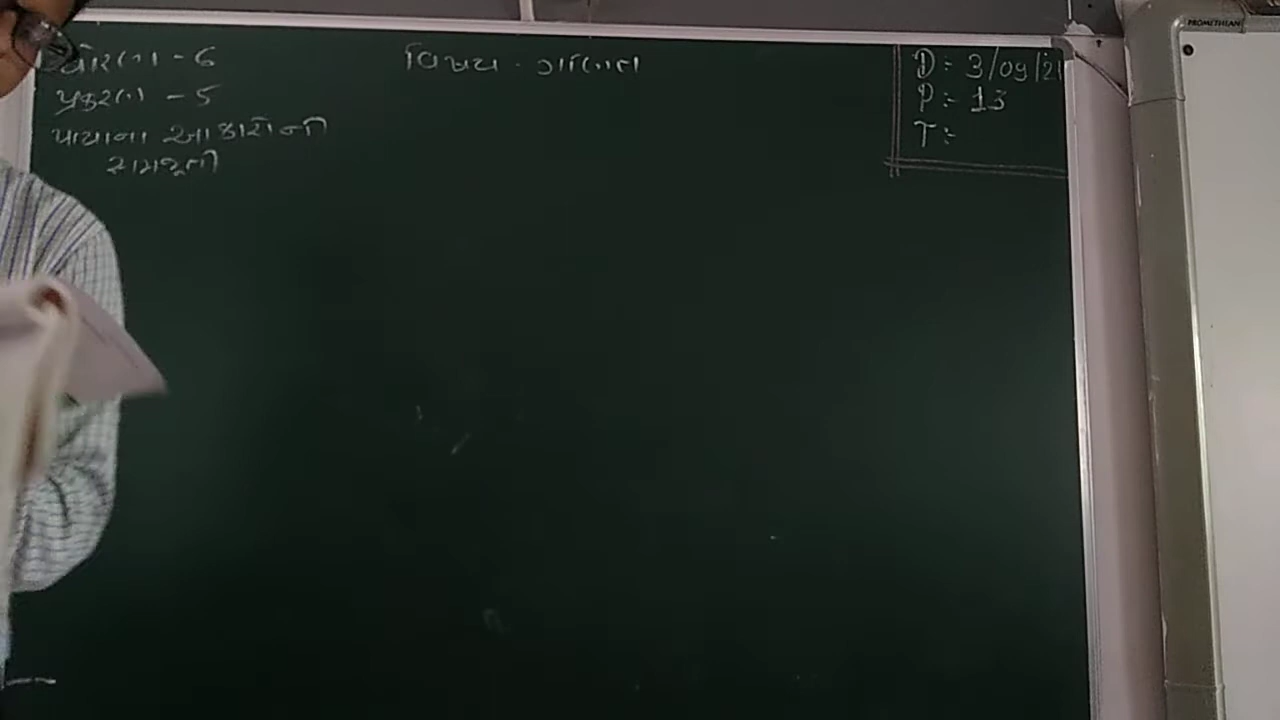 ધોરણ - 6
પ્રકરણ - 5
પાયાના આકારોની
સમજૂતી
વિષય - ગણિત
D :- 3/09/21
P :- 13
T :-
PROMETHEAN